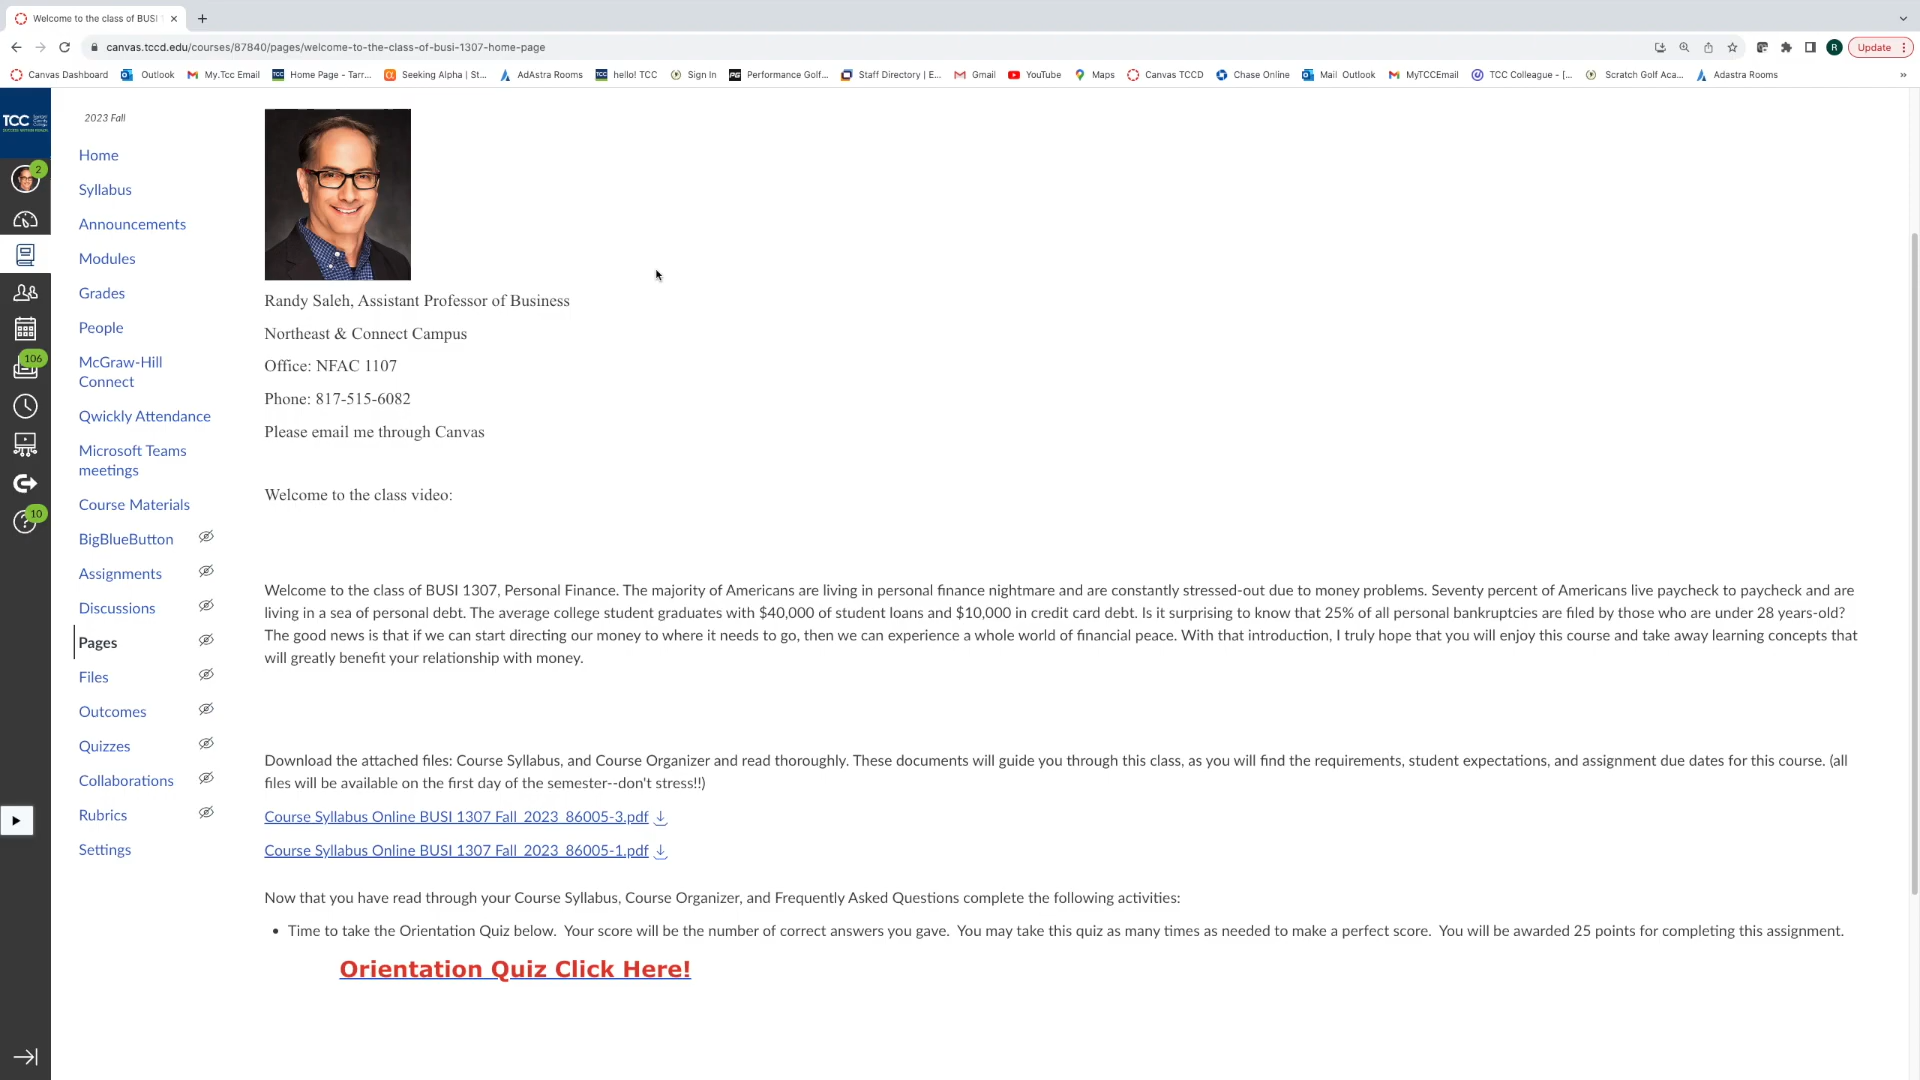 Welcome to the class of BUSI 1
canvas.tccd.edu/courses/87840/pages/welcome-to-the-class-of-busi-1307-home-page
R
Update
Canvas Dashboard
Outlook
My.Tcc Email
Home Page - Tarr...
Seeking Alpha | St...
AdAstra Rooms
hello! TCC
Sign In
Performance Golf...
Staff Directory | E...
Gmail
YouTube
Maps
Canvas TCCD
Chase Online
Mail Outlook
MyTCCEmail
TCC Colleague - [...
Scratch Golf Aca...
Adastra Rooms
»
TCC
2
106
10
2023 Fall
Home
Syllabus
Announcements
Modules
Grades
People
McGraw-Hill
Connect
Qwickly Attendance
Microsoft Teams
meetings
Course Materials
BigBlueButton
Assignments
Discussions
Pages
Files
Outcomes
Quizzes
Collaborations
Rubrics
Settings
Randy Saleh, Assistant Professor of Business
Northeast & Connect Campus
Office: NFAC 1107
Phone: 817-515-6082
Please email me through Canvas
Welcome to the class video:
Welcome to the class of BUSI 1307, Personal Finance. The majority of Americans are living in personal finance nightmare and are constantly stressed-out due to money problems. Seventy percent of Americans live paycheck to paycheck and are
living in a sea of personal debt. The average college student graduates with $40,000 of student loans and $10,000 in credit card debt. Is it surprising to know that 25% of all personal bankruptcies are filed by those who are under 28 years-old?
The good news is that if we can start directing our money to where it needs to go, then we can experience a whole world of financial peace. With that introduction, I truly hope that you will enjoy this course and take away learning concepts that
will greatly benefit your relationship with money.
Download the attached files: Course Syllabus, and Course Organizer and read thoroughly. These documents will guide you through this class, as you will find the requirements, student expectations, and assignment due dates for this course. (all
files will be available on the first day of the semester--don't stress!!)
Course Syllabus Online BUSI 1307 Fall_2023_86005-3.pdf
Course Syllabus Online BUSI 1307 Fall_2023_86005-1.pdf
Now that you have read through your Course Syllabus, Course Organizer, and Frequently Asked Questions complete the following activities:
• Time to take the Orientation Quiz below. Your score will be the number of correct answers you gave. You may take this quiz as many times as needed to make a perfect score. You will be awarded 25 points for completing this assignment.
Orientation Quiz Click Here!